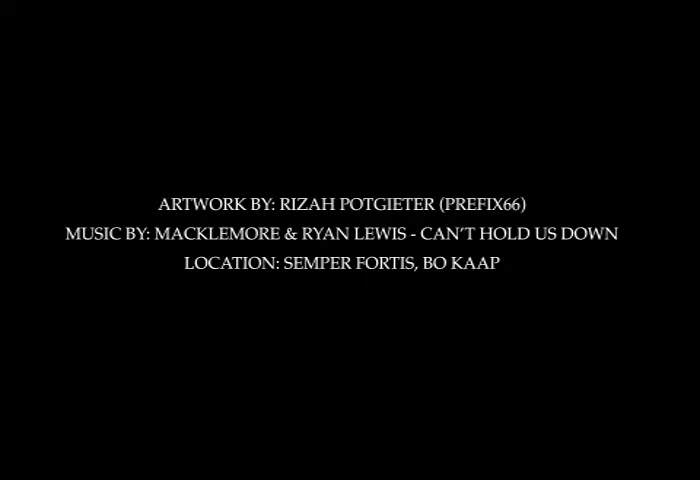 ARTWORK BY: RIZAH POTGIETER (PREFIX66)
MUSIC BY: MACKLEMORE & RYAN LEWIS - CAN´T HOLD US DOWN
LOCATION: SEMPER FORTIS, BO KAAP